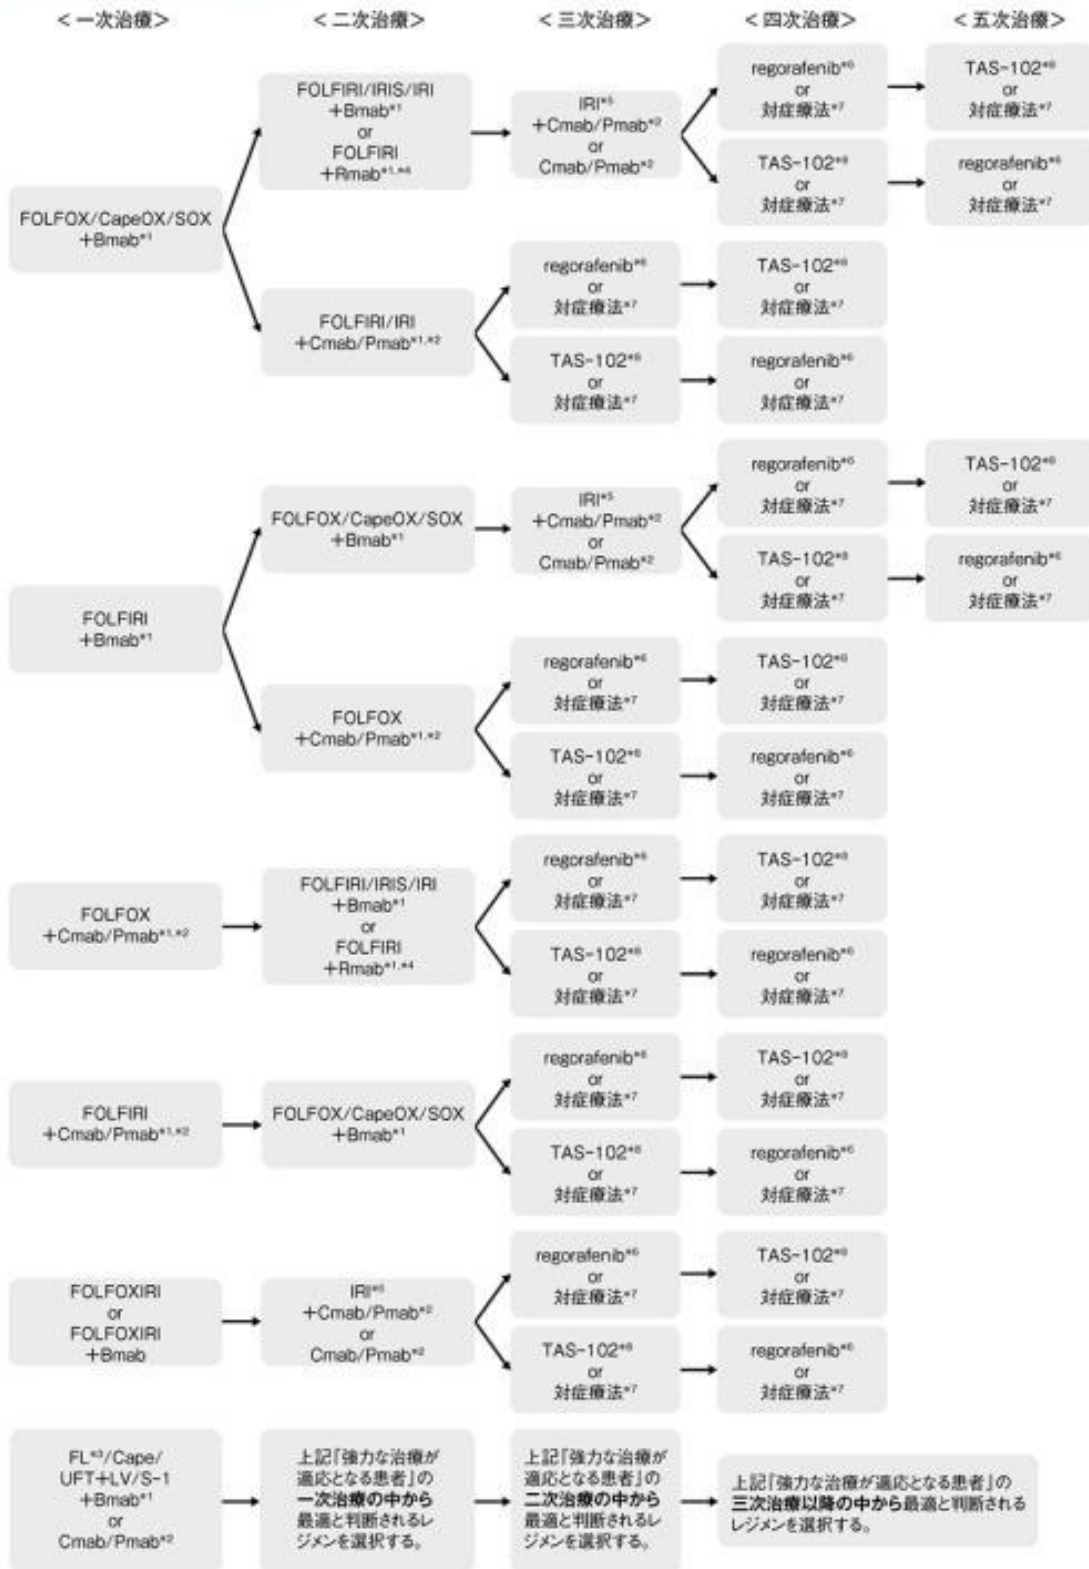 <一次治療>
<二次治療>
<三次治療>
<四次治療>
<五次治療>
FOLFOX/CapeOX/SOX
+Bmab*1
FOLFIRI/IRIS/IRI
+Bmab*1
or
FOLFIRI
+Rmab*1,*4
IRI*5
+Cmab/Pmab*2
or
Cmab/Pmab*2
regorafenib*6
or
対症療法*7
TAS-102*8
or
対症療法*7
TAS-102*8
or
対症療法*7
regorafenib*6
or
対症療法*7
FOLFIRI/IRI
+Cmab/Pmab*1,*2
regorafenib*6
or
対症療法*7
TAS-102*8
or
対症療法*7
TAS-102*8
or
対症療法*7
regorafenib*6
or
対症療法*7
FOLFIRI
+Bmab*1
FOLFOX/CapeOX/SOX
+Bmab*1
IRI*5
+Cmab/Pmab*2
or
Cmab/Pmab*2
regorafenib*6
or
対症療法*7
TAS-102*8
or
対症療法*7
TAS-102*8
or
対症療法*7
regorafenib*6
or
対症療法*7
FOLFOX
+Cmab/Pmab*1,*2
regorafenib*6
or
対症療法*7
TAS-102*8
or
対症療法*7
TAS-102*8
or
対症療法*7
regorafenib*6
or
対症療法*7
FOLFOX
+Cmab/Pmab*1,*2
FOLFIRI/IRIS/IRI
+Bmab*1
or
FOLFIRI
+Rmab*1,*4
regorafenib*6
or
対症療法*7
TAS-102*8
or
対症療法*7
TAS-102*8
or
対症療法*7
regorafenib*6
or
対症療法*7
FOLFIRI
+Cmab/Pmab*1,*2
FOLFOX/CapeOX/SOX
+Bmab*1
regorafenib*6
or
対症療法*7
TAS-102*8
or
対症療法*7
TAS-102*8
or
対症療法*7
regorafenib*6
or
対症療法*7
FOLFOXIRI
or
FOLFOXIRI
+Bmab
IRI*5
+Cmab/Pmab*2
or
Cmab/Pmab*2
regorafenib*6
or
対症療法*7
TAS-102*8
or
対症療法*7
TAS-102*8
or
対症療法*7
regorafenib*6
or
対症療法*7
FL*3/Cape/
UFT+LV/S-1
+Bmab*1
or
Cmab/Pmab*2
上記「強力な治療が
適応となる患者」の
一次治療の中から
最適と判断されるレ
ジメンを選択する。
上記「強力な治療が
適応となる患者」の
二次治療の中から
最適と判断されるレ
ジメンを選択する。
上記「強力な治療が適応となる患者」の
三次治療以降の中から最適と判断される
レジメンを選択する。